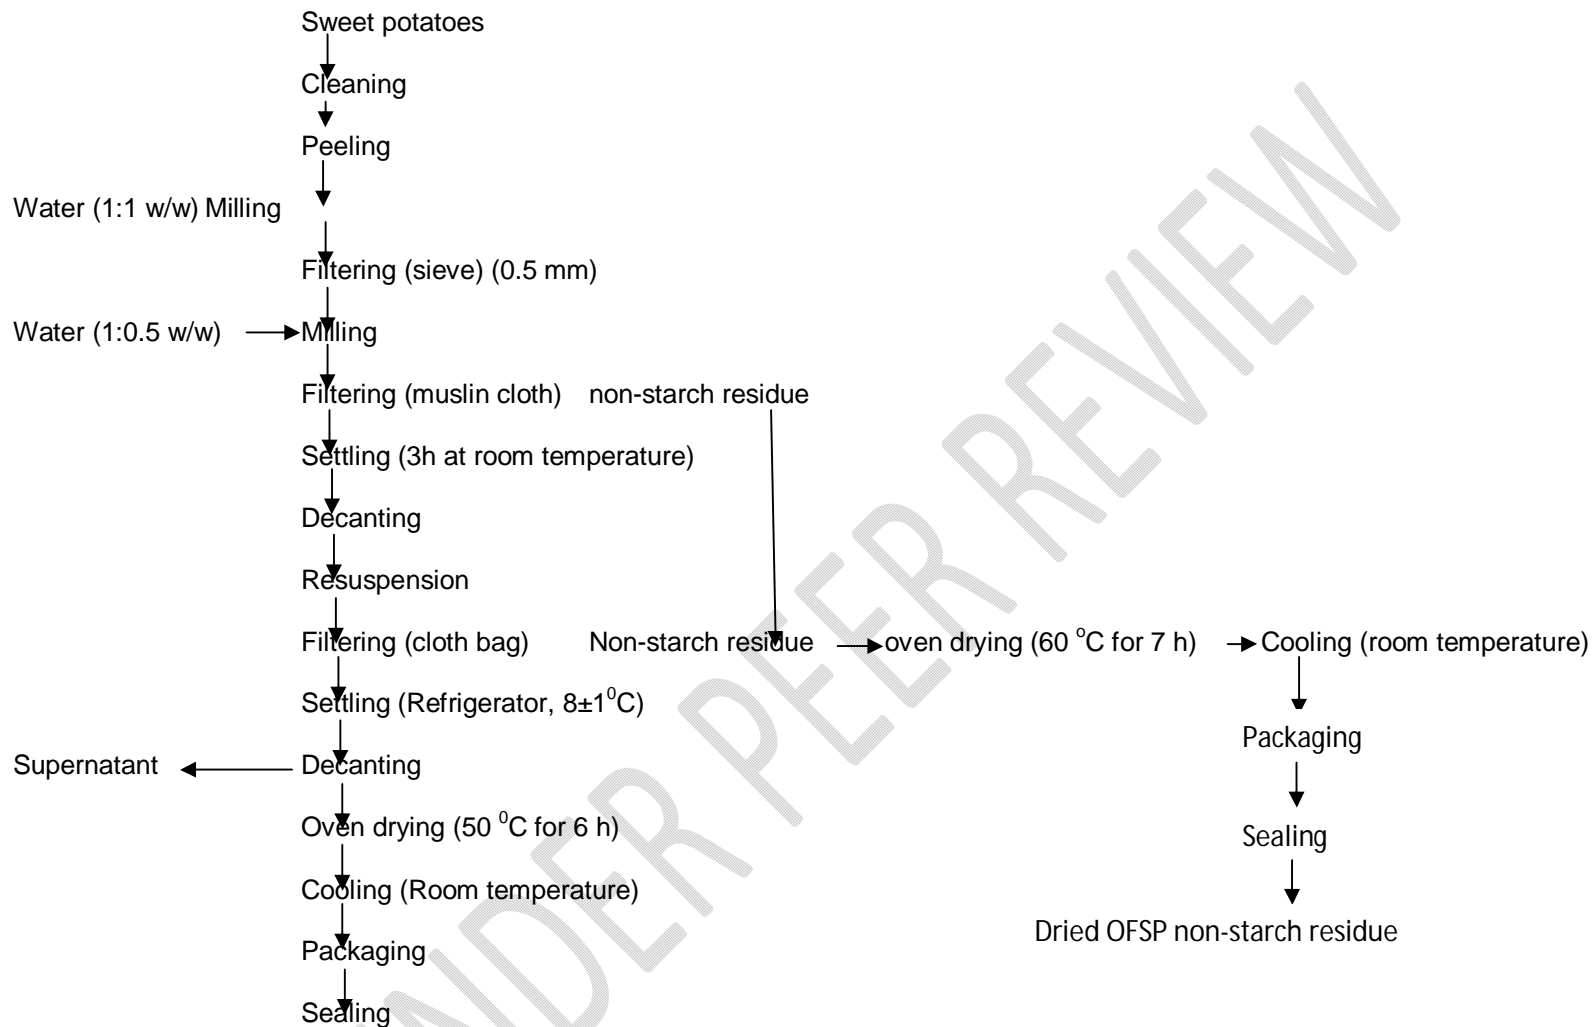 Sweet potatoes
Cleaning
Peeling
Water (1:1 w/w) Milling
Filtering (sieve) (0.5 mm)
Water (1:0.5 w/w) Milling
Filtering (muslin cloth) non-starch residue
Settling (3h at room temperature)
Decanting
Resuspension
Filtering (cloth bag) Non-starch residue oven drying (60 °C for 7 h) Cooling (room temperature)
Settling (Refrigerator, 8±1⁰C)
Packaging
Supernatant Decanting
Oven drying (50 ⁰C for 6 h)
Sealing
Cooling (Room temperature)
Dried OFSP non-starch residue
Packaging
Sealing
NDER PEER REVIEW